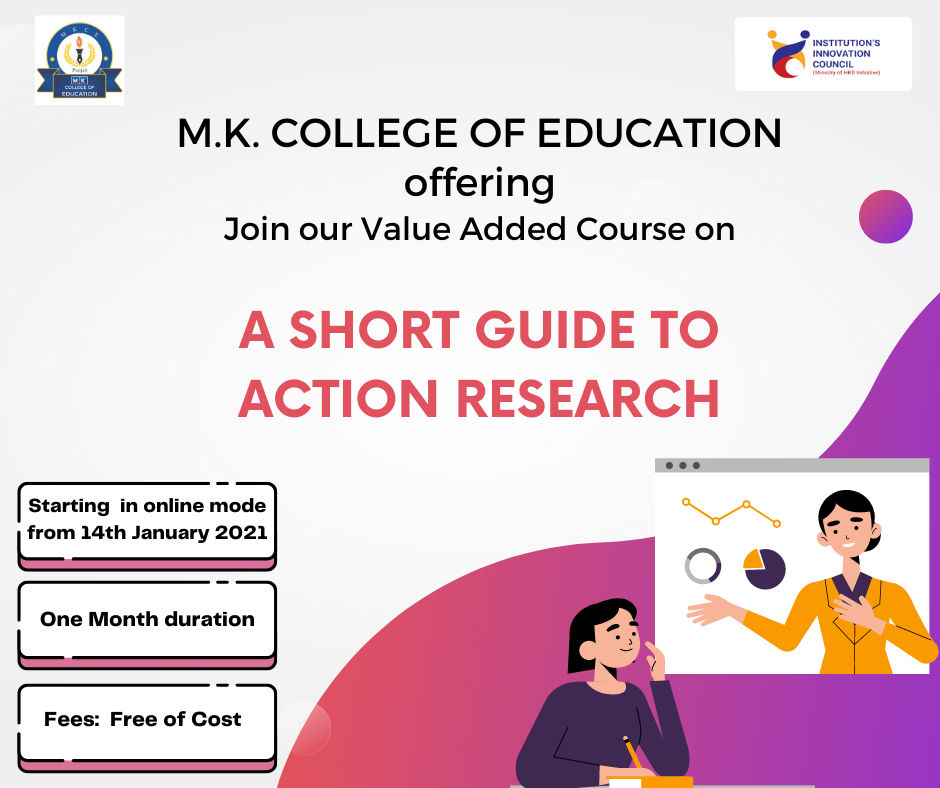 M K C E
Punjab
M K
COLLEGE OF
EDUCATION
INSTITUTION'S
INNOVATION
COUNCIL
(Ministry of HRD Initiative)
M.K. COLLEGE OF EDUCATION
offering
Join our Value Added Course on
A SHORT GUIDE TO
ACTION RESEARCH
Starting in online mode
from 14th January 2021
One Month duration
Fees: Free of Cost